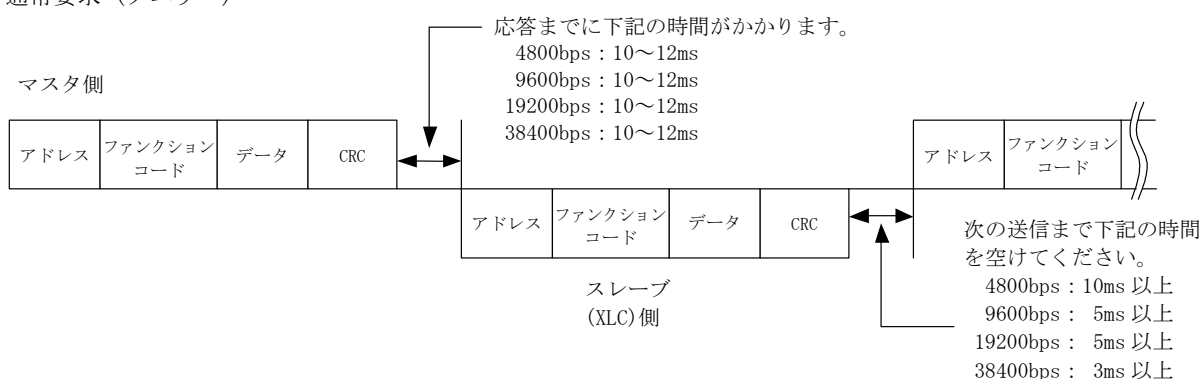 応答までに下記の時間がかかります。
4800bps：10～12ms
9600bps：10～12ms
19200bps：10～12ms
38400bps：10～12ms
マスタ側
アドレス
ファンクション
コード
データ
CRC
アドレス
ファンクション
コード
アドレス
ファンクション
コード
データ
CRC
スレーブ
(XLC)側
次の送信まで下記の時間
を空けてください。
4800bps：10ms 以上
9600bps： 5ms 以上
19200bps： 5ms 以上
38400bps： 3ms 以上